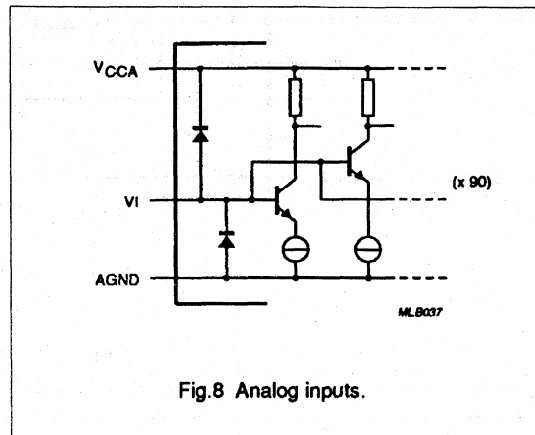 VCCA
VI
(x 90)
AGND
MLB037
Fig.8 Analog inputs.